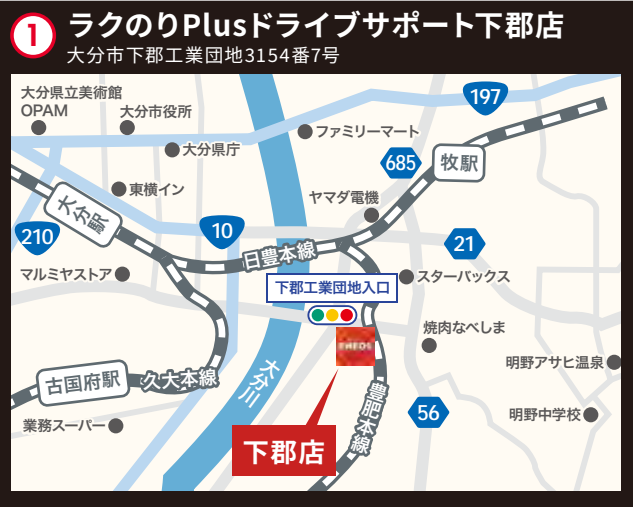 1 ラクのりPlusドライブサポート下郡店
大分市下郡工業団地3154番7号
大分県立美術館
OPAM
大分市役所
197
ファミリーマート
大分県庁
685
牧駅
東横イン
ヤマダ電機
大分駅
210
10
21
日豊本線
マルミヤストア
スターバックス
下郡工業団地入口
焼肉なべしま
ENEOS
明野アサヒ温泉
古国府駅
久大本線
大分川
豊肥本線
56
明野中学校
業務スーパー
下郡店